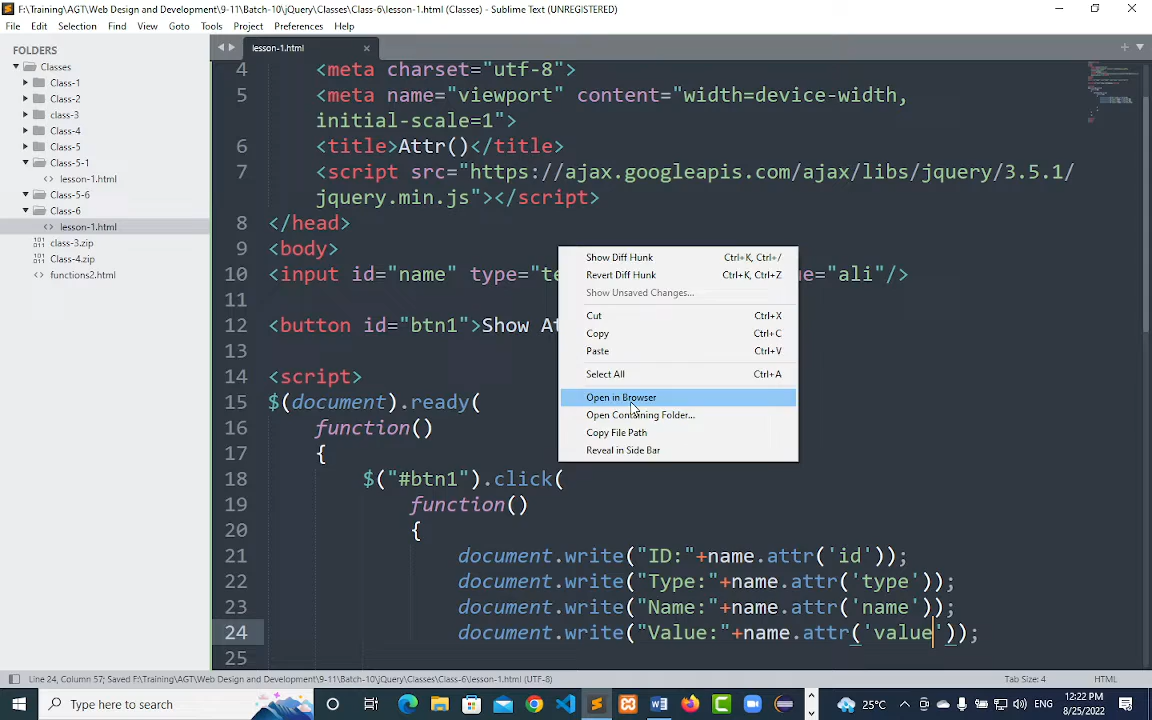 F:\Training\AGT\Web Design and Development\9-11\Batch-10\jQuery\Classes\Class-6\lesson-1.html (Classes) - Sublime Text (UNREGISTERED)
File Edit Selection Find View Goto Tools Project Preferences Help
FOLDERS
Classes
Class-1
Class-2
class-3
Class-4
Class-5
Class-5-1
<> lesson-1.html
Class-5-6
Class-6
<> lesson-1.html
class-3.zip
Class-4.zip
<> functions2.html
lesson-1.html
4 <meta charset="utf-8">
5 <meta name="viewport" content="width=device-width,
initial-scale=1">
6 <title>Attr()</title>
7 <script src="https://ajax.googleapis.com/ajax/libs/jquery/3.5.1/
jquery.min.js"></script>
8 </head>
9 <body>
10 <input id="name" type="te e="ali"/>
11
12 <button id="btn1">Show At
13
14 <script>
15 $(document).ready(
16 function()
17 {
18 $("#btn1").click(
19 function()
20 {
21 document.write("ID:"+name.attr('id'));
22 document.write("Type:"+name.attr('type'));
23 document.write("Name:"+name.attr('name'));
24 document.write("Value:"+name.attr('value'));
25
Show Diff Hunk Ctrl+K, Ctrl+/
Revert Diff Hunk Ctrl+K, Ctrl+Z
Show Unsaved Changes...
Cut Ctrl+X
Copy Ctrl+C
Paste Ctrl+V
Select All Ctrl+A
Open in Browser
Open Containing Folder...
Copy File Path
Reveal in Side Bar
Line 24, Column 57; Saved F:\Training\AGT\Web Design and Development\9-11\Batch-10\jQuery\Classes\Class-6\lesson-1.html (UTF-8) Tab Size: 4 HTML
Type here to search
25°C ENG
12:22 PM
8/25/2022